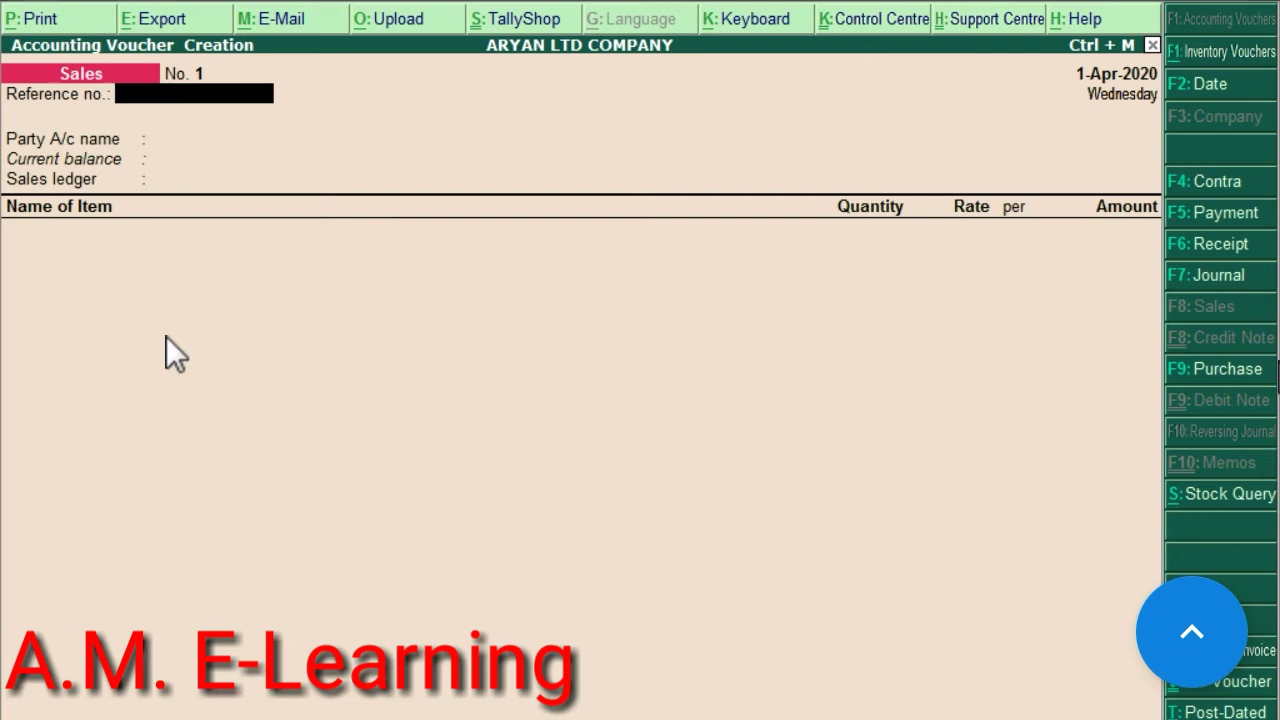 P: Print E: Export M: E-Mail O: Upload S: TallyShop G: Language K: Keyboard K: Control Centre H: Support Centre H: Help
Accounting Voucher Creation ARYAN LTD COMPANY Ctrl + M
Sales No. 1 1-Apr-2020
Reference no.: Wednesday
Party A/c name :
Current balance :
Sales ledger :
Name of Item Quantity Rate per Amount
F1: Accounting Vouchers
F1: Inventory Vouchers
F2: Date
F3: Company
F4: Contra
F5: Payment
F6: Receipt
F7: Journal
F8: Sales
F8: Credit Note
F9: Purchase
F9: Debit Note
F10: Reversing Journal
F10: Memos
S: Stock Query
Voucher
T: Post-Dated
A.M. E-Learning